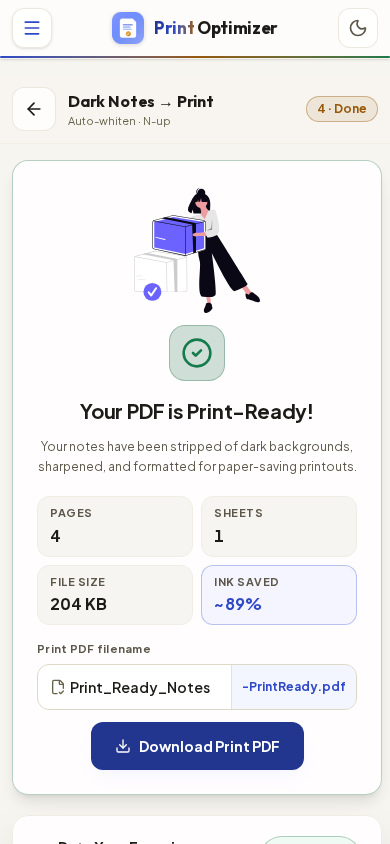 Print Optimizer
Dark Notes → Print
Auto-whiten · N-up
4 · Done
Your PDF is Print-Ready!
Your notes have been stripped of dark backgrounds,
sharpened, and formatted for paper-saving printouts.
PAGES
4
SHEETS
1
FILE SIZE
204 KB
INK SAVED
~89%
Print PDF filename
Print_Ready_Notes
-PrintReady.pdf
Download Print PDF